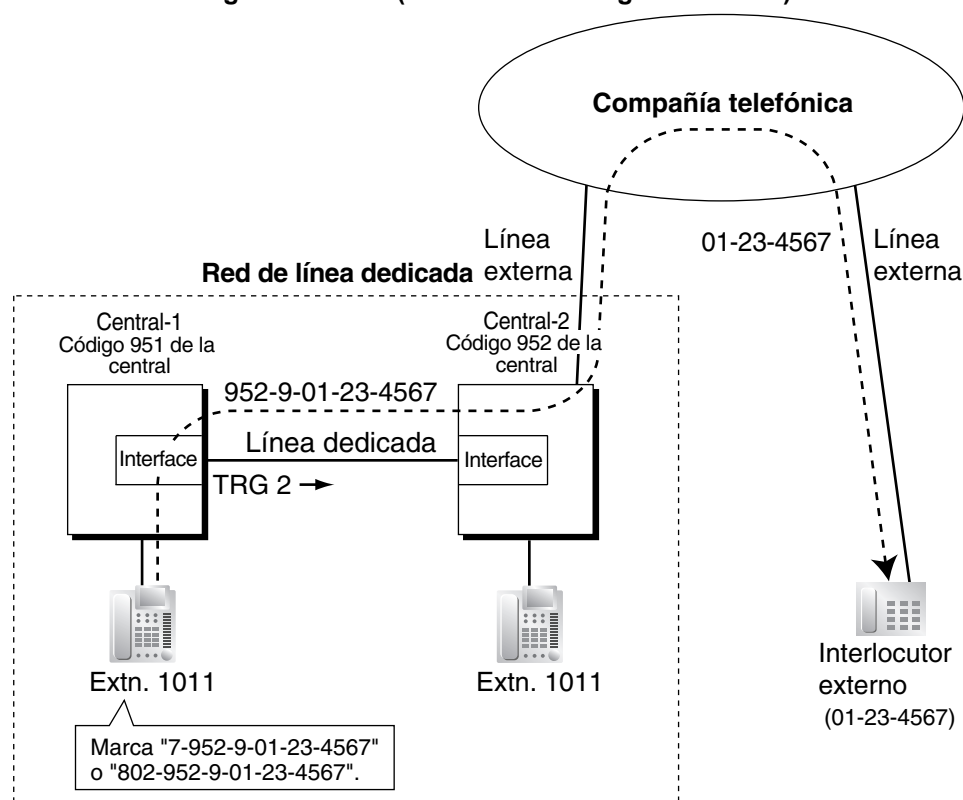 Compañía telefónica
Línea
externa
01-23-4567
Línea
externa
Red de línea dedicada
Central-1
Código 951 de la
central
Central-2
Código 952 de la
central
952-9-01-23-4567
Interface
Línea dedicada
Interface
TRG 2
Extn. 1011
Extn. 1011
Interlocutor
externo
(01-23-4567)
Marca "7-952-9-01-23-4567"
o "802-952-9-01-23-4567".